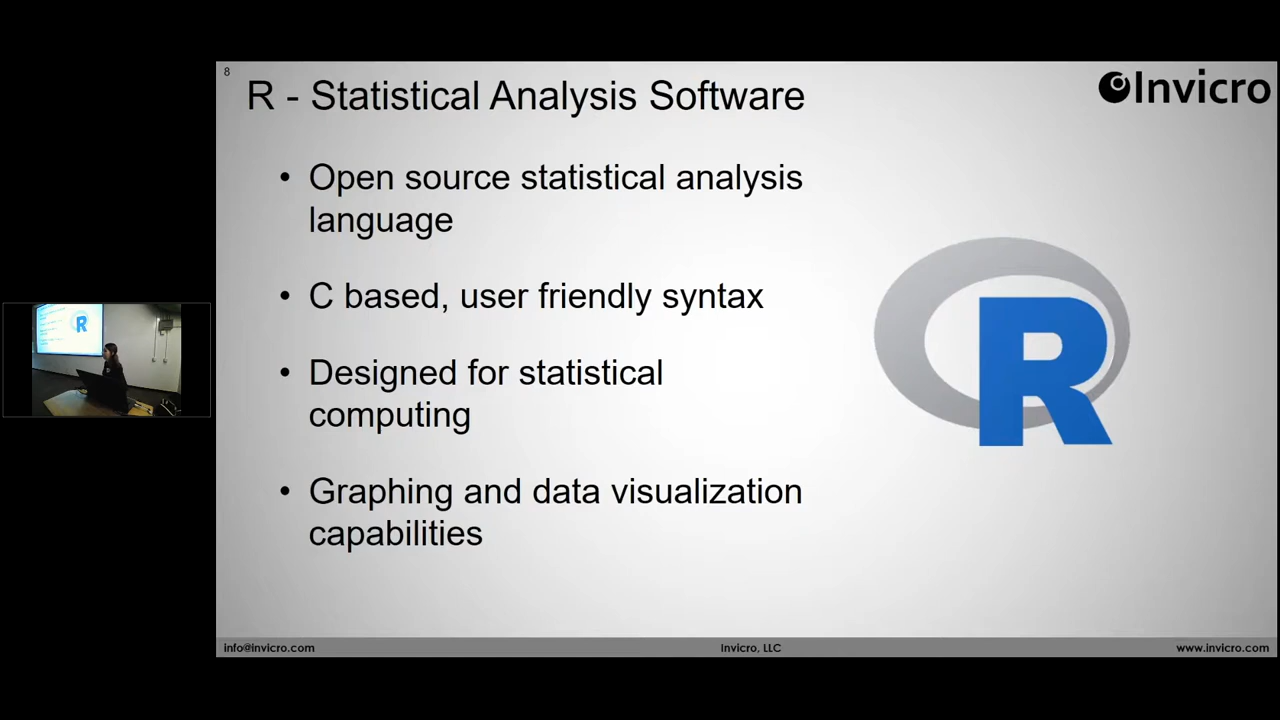 8
R - Statistical Analysis Software
Invicro
• Open source statistical analysis
language
• C based, user friendly syntax
• Designed for statistical
computing
• Graphing and data visualization
capabilities
R
R
info@invicro.com
Invicro, LLC
www.invicro.com